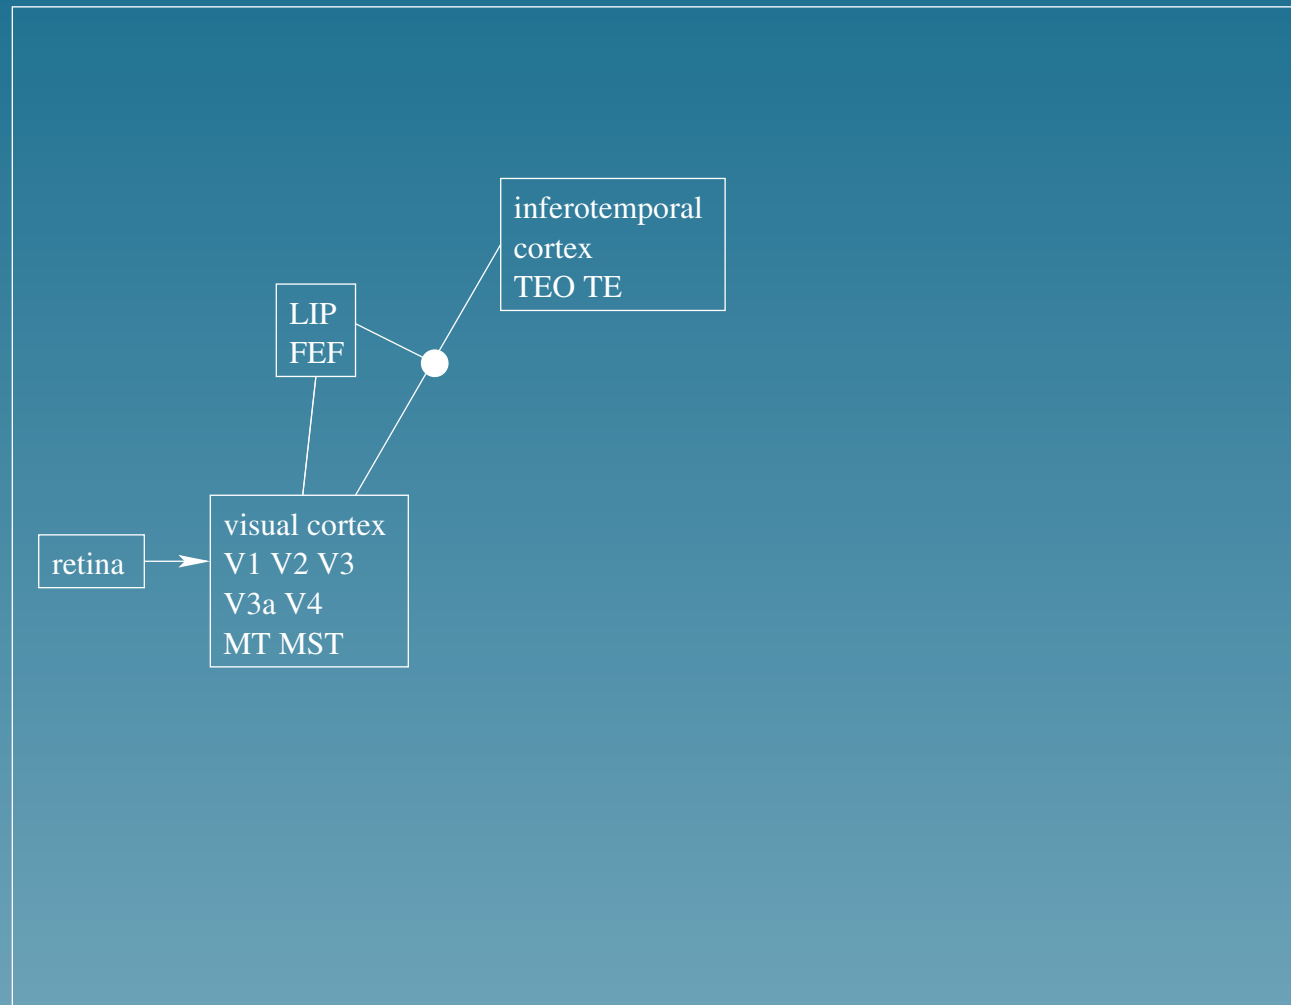 inferotemporal
cortex
TEO TE
LIP
FEF
retina
visual cortex
V1 V2 V3
V3a V4
MT MST